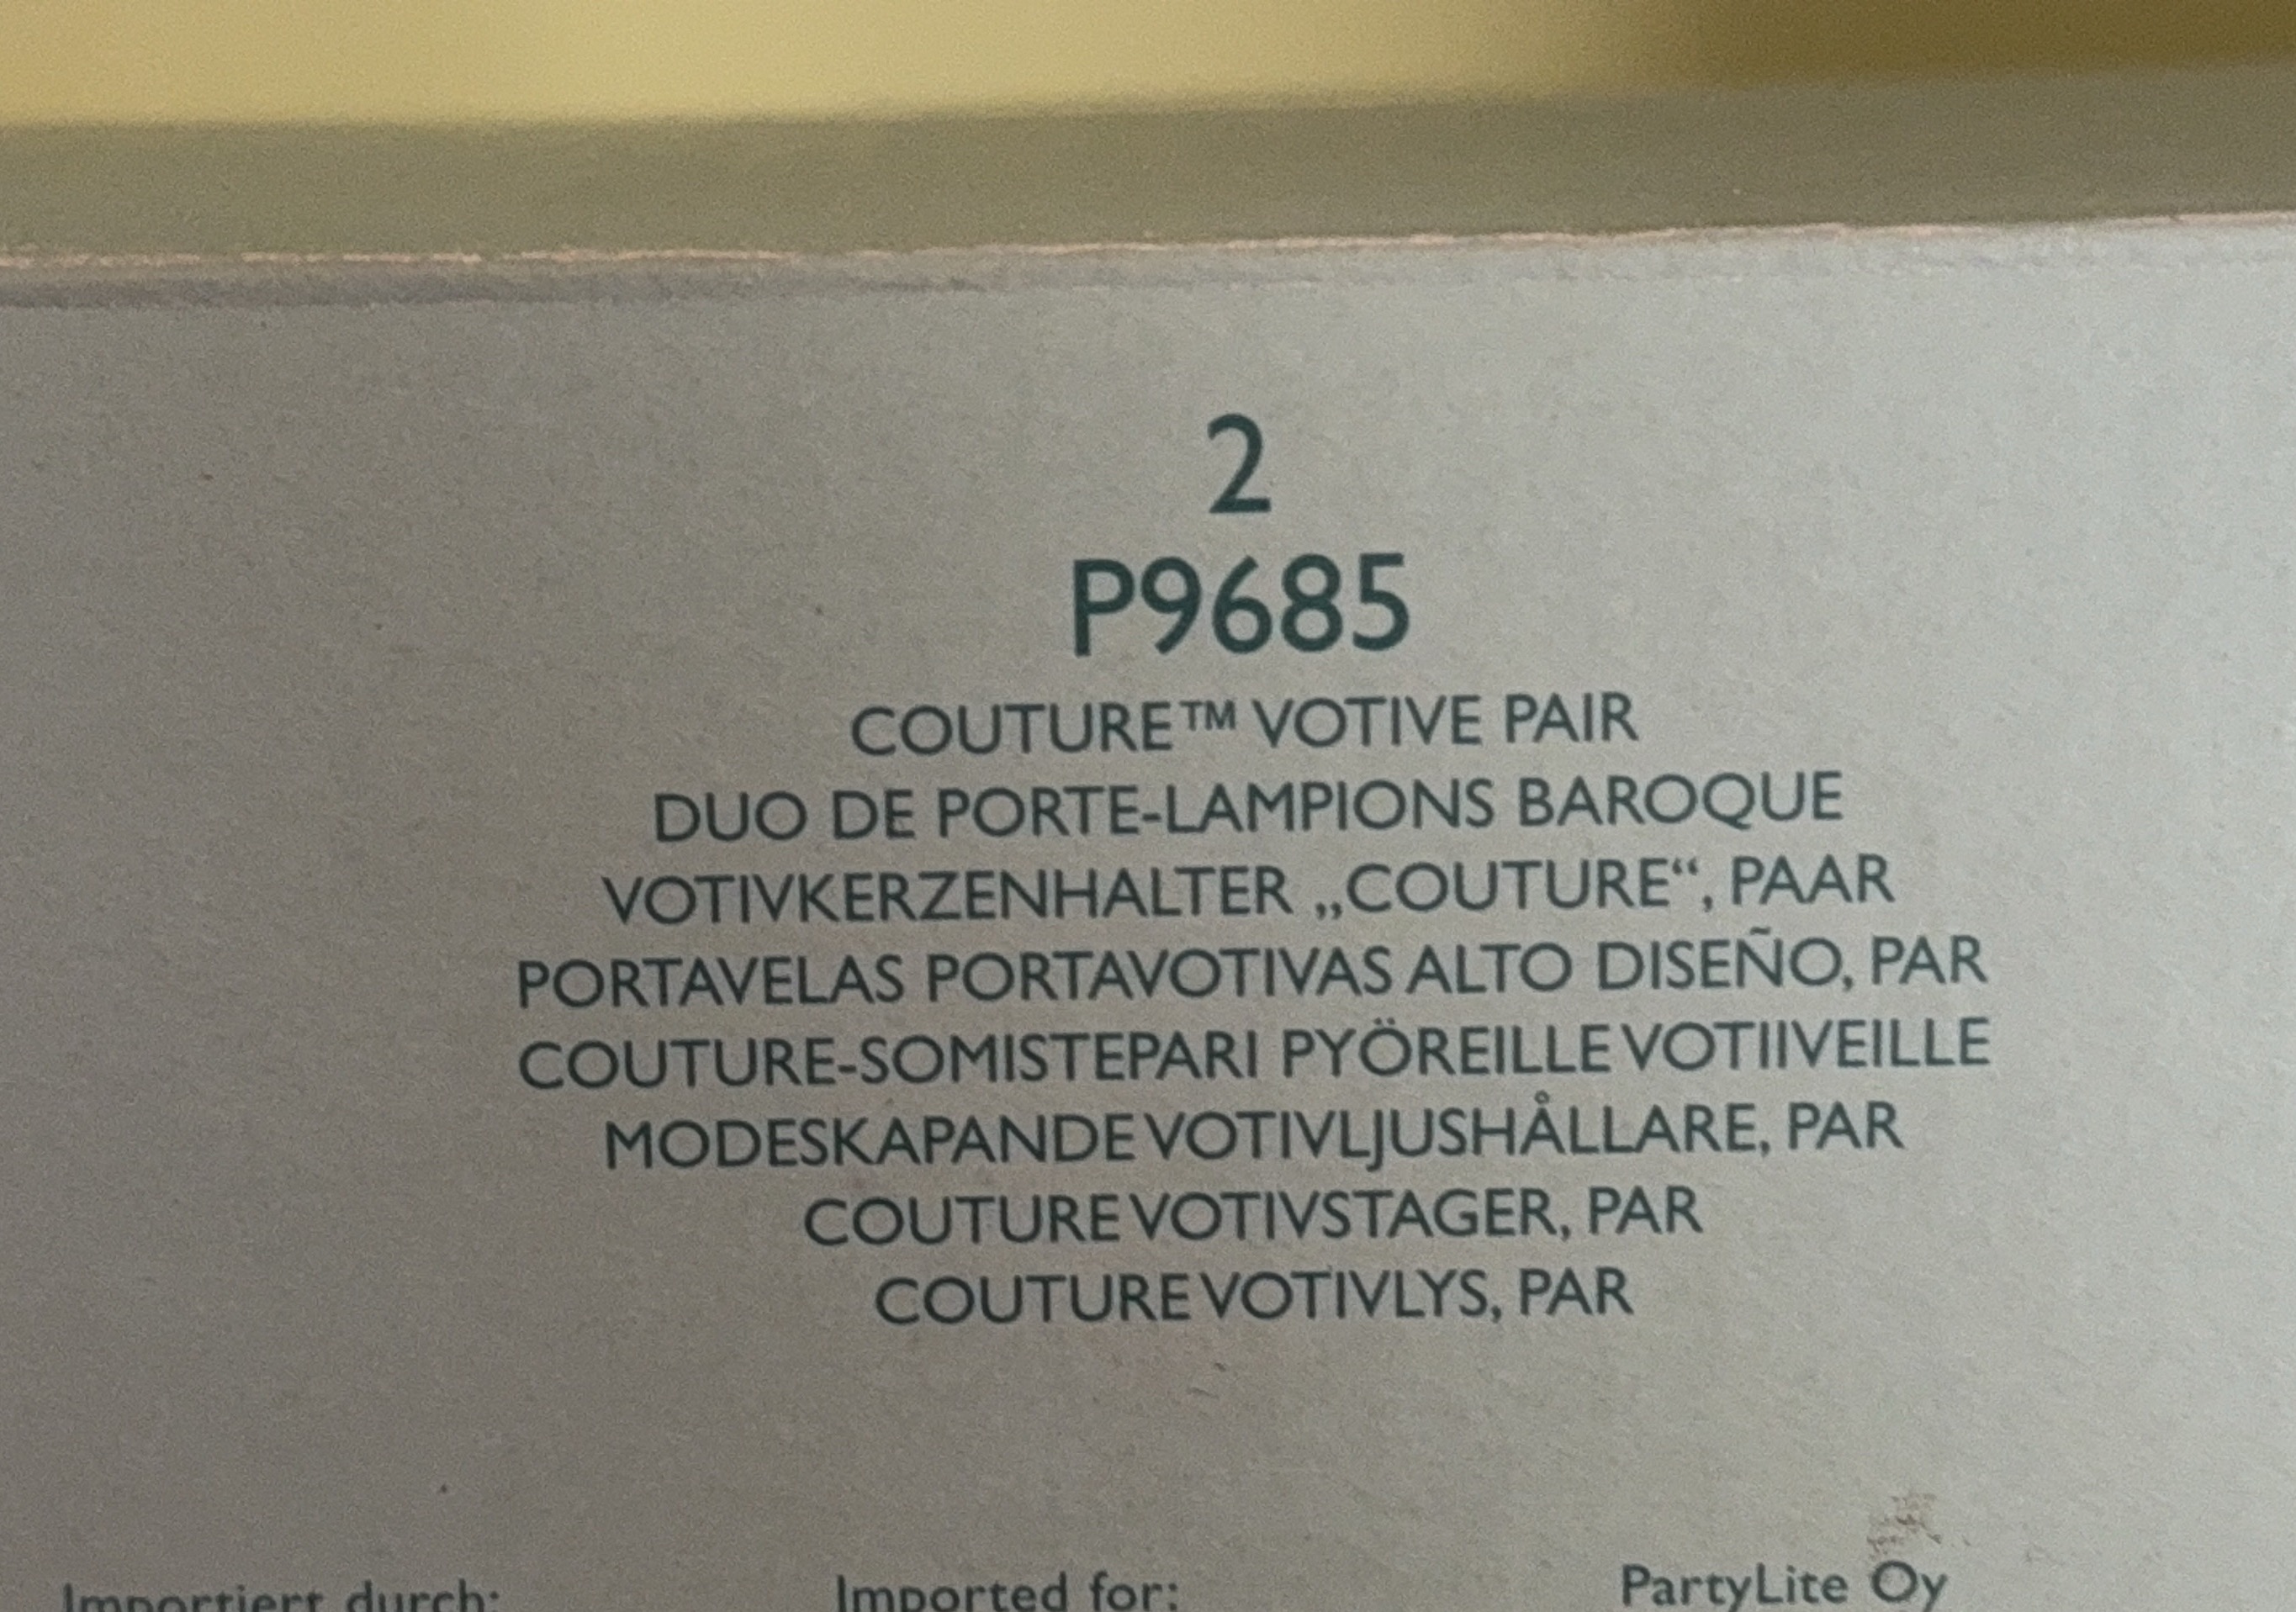 2
P9685
COUTURE™ VOTIVE PAIR
DUO DE PORTE-LAMPIONS BAROQUE
VOTIVKERZENHALTER „COUTURE“, PAAR
PORTAVELAS PORTAVOTIVAS ALTO DISEÑO, PAR
COUTURE-SOMISTEPARI PYÖREILLE VOTIIVEILLE
MODESKAPANDE VOTIVLJUSHÅLLARE, PAR
COUTURE VOTIVSTAGER, PAR
COUTURE VOTIVLYS, PAR
Importiert durch: Imported for: PartyLite Oy